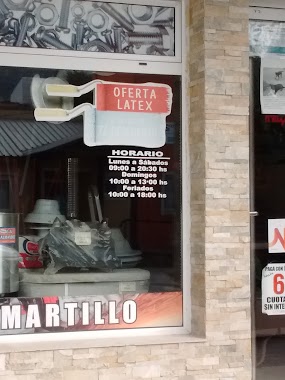 OFERTA
LATEX
HORARIO
Lunes a Sábados
09:00 a 20:30 hs
Domingos
10:00 a 13:00 hs
Feriados
10:00 a 18:00 hs
MARTILLO
6
CUOTA
SIN INTE